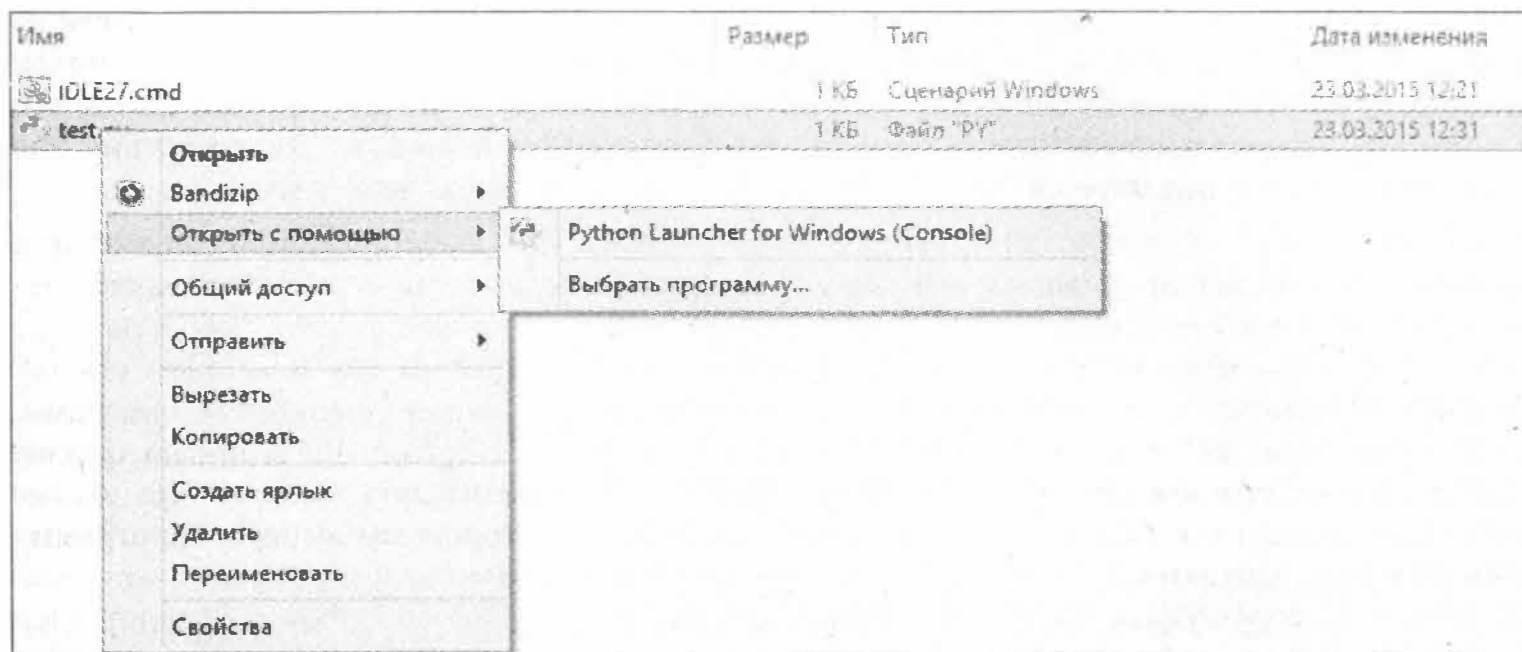 Имя Размер Тип Дата изменения
IDLE27.cmd 1 КБ Сценарий Windows 23.03.2015 12:21
test. 1 КБ Файл "PY" 23.03.2015 12:31
Открыть
Bandizip
Открыть с помощью Python Launcher for Windows (Console)
Общий доступ Выбрать программу...
Отправить
Вырезать
Копировать
Создать ярлык
Удалить
Переименовать
Свойства